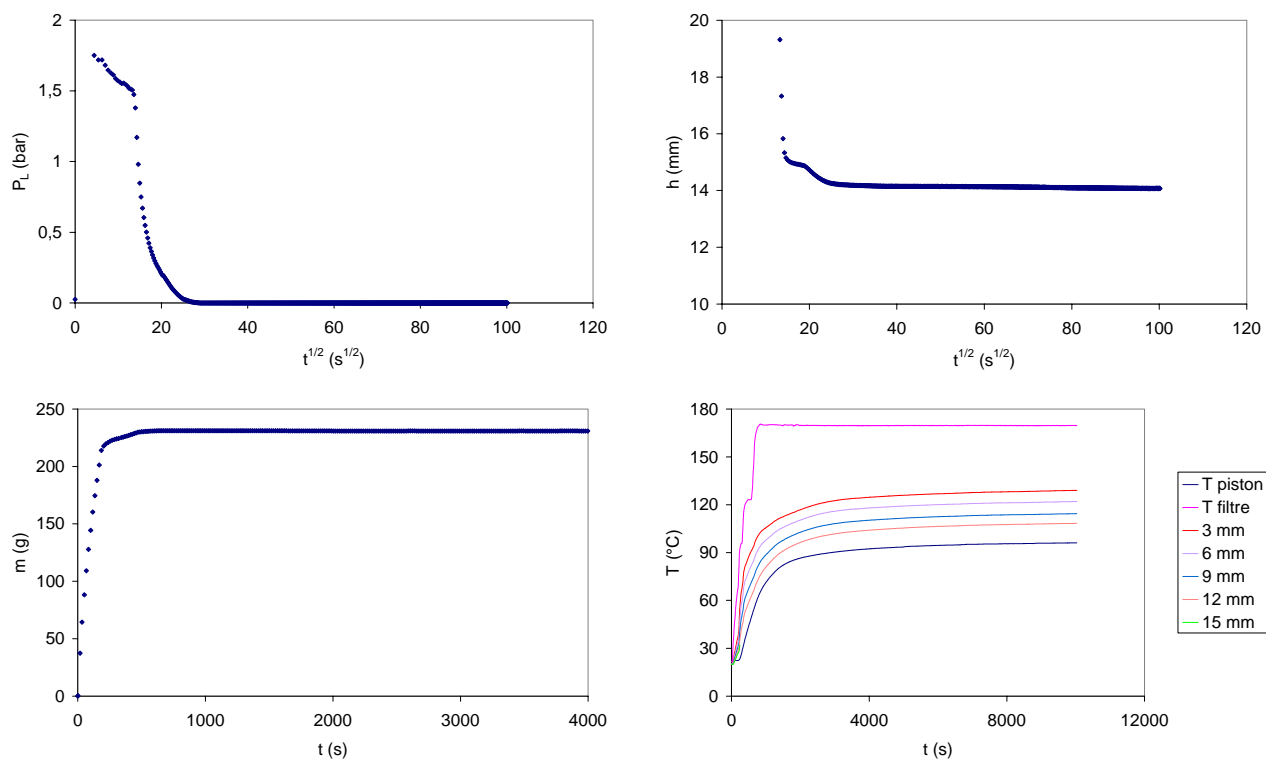 2
1,5
1
0,5
0
P_L (bar)
0 20 40 60 80 100 120
t^{1/2} (s^{1/2})
20
18
16
14
12
10
h (mm)
0 20 40 60 80 100 120
t^{1/2} (s^{1/2})
250
200
150
100
50
0
m (g)
0 1000 2000 3000 4000
t (s)
180
150
120
90
60
30
0
T (°C)
0 4000 8000 12000
t (s)
T piston
T filtre
3 mm
6 mm
9 mm
12 mm
15 mm